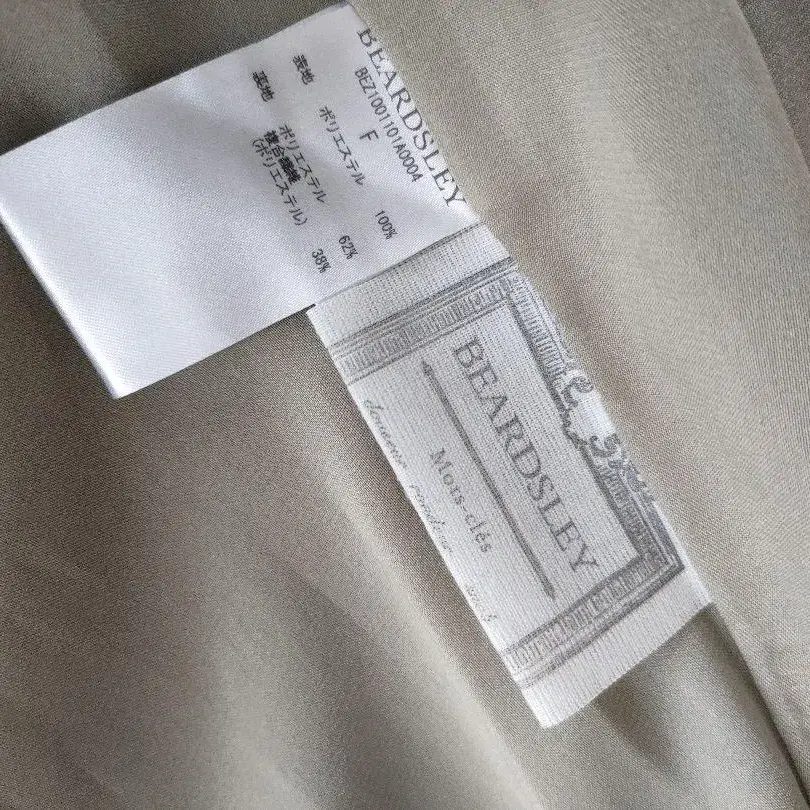 BEARDSLEY
BEZ1001101A0004
F
表地 ポリエステル 100%
裏地 ポリエステル 62%
複合繊維
(ポリエステル) 38%
BEARDSLEY
Mots-clés